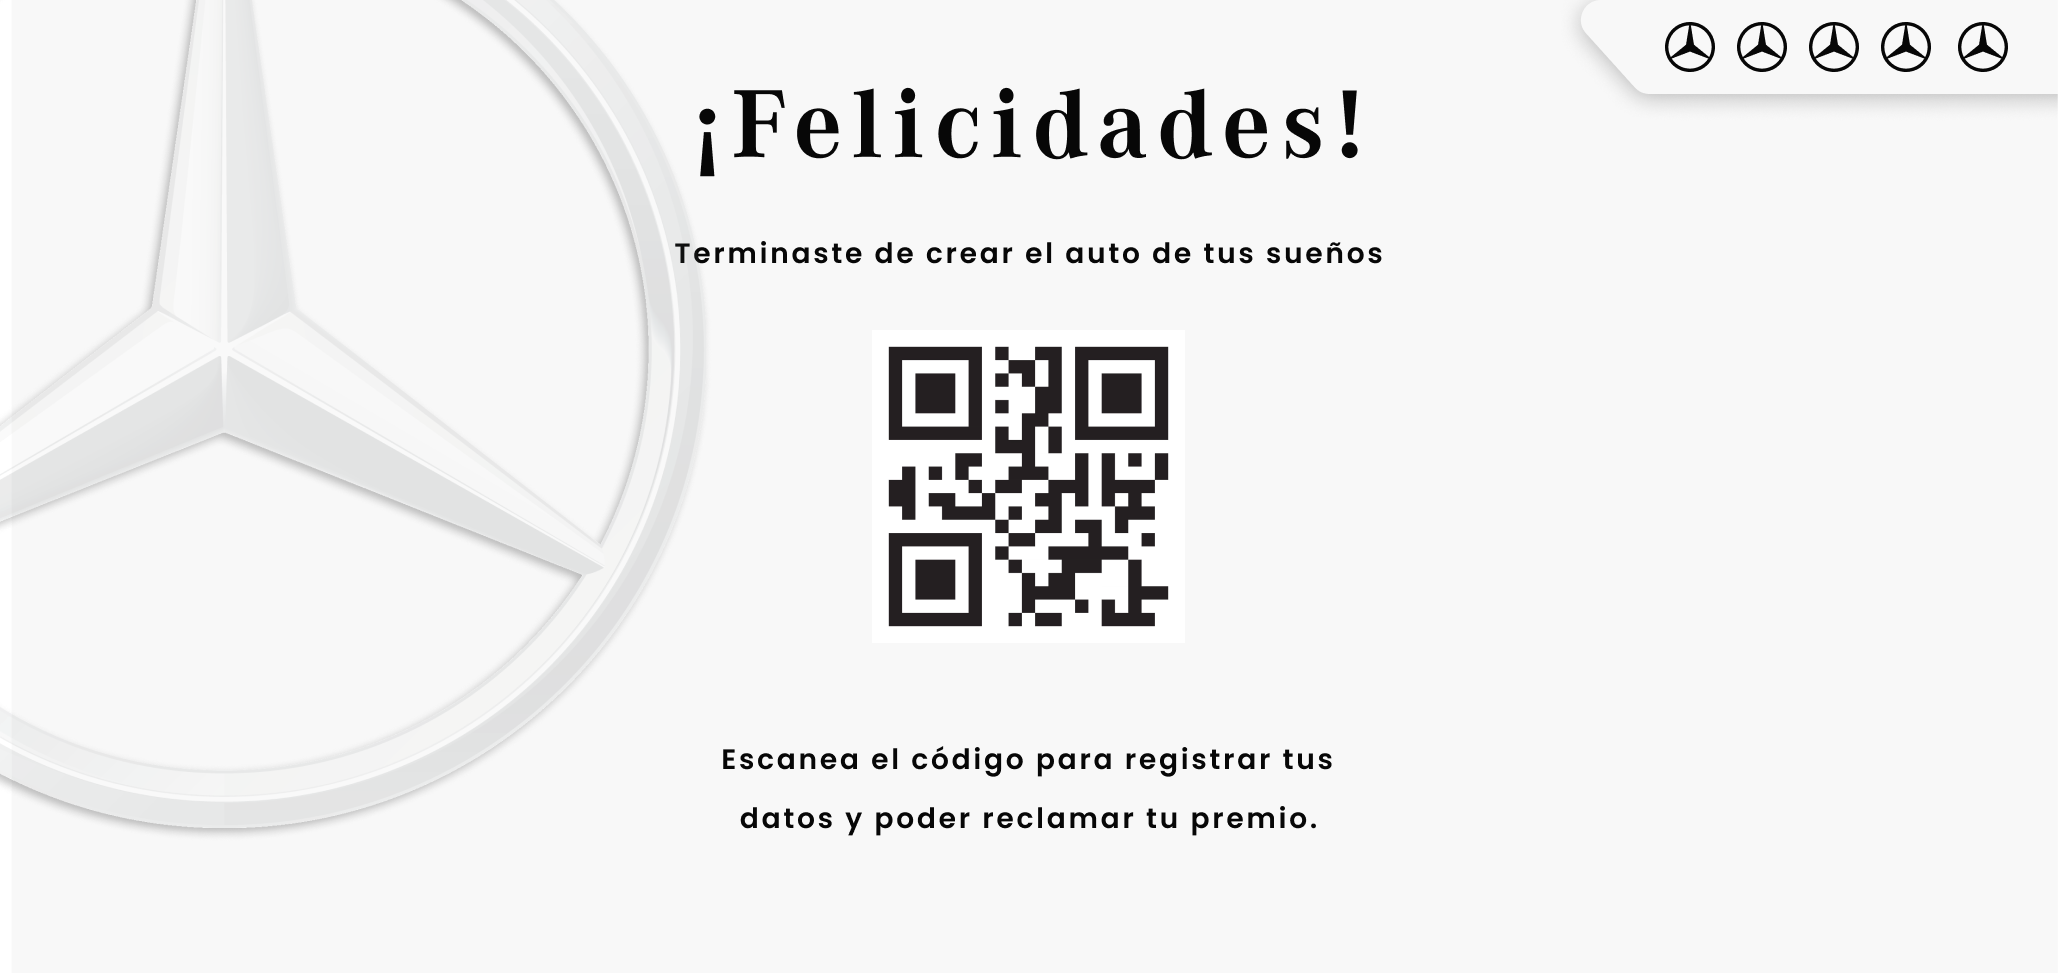 ¡Felicidades!
Terminaste de crear el auto de tus sueños
Escanea el código para registrar tus
datos y poder reclamar tu premio.